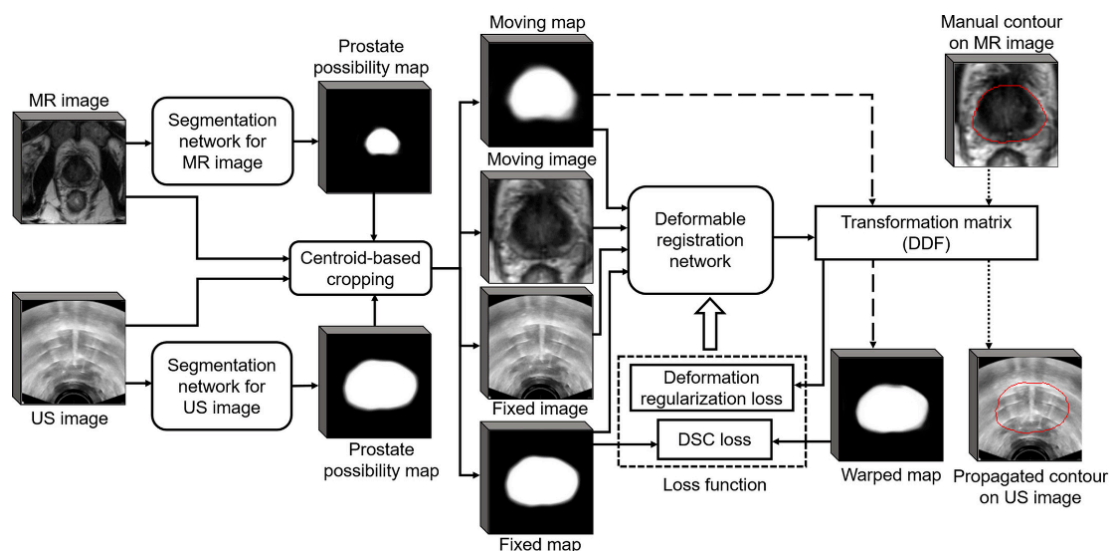 MR image
Segmentation
network for
MR image
Prostate
possibility map
US image
Segmentation
network for
US image
Prostate
possibility map
Centroid-based
cropping
Moving map
Moving image
Fixed image
Fixed map
Deformable
registration
network
Deformation
regularization loss
DSC loss
Loss function
Manual contour
on MR image
Transformation matrix
(DDF)
Warped map
Propagated contour
on US image